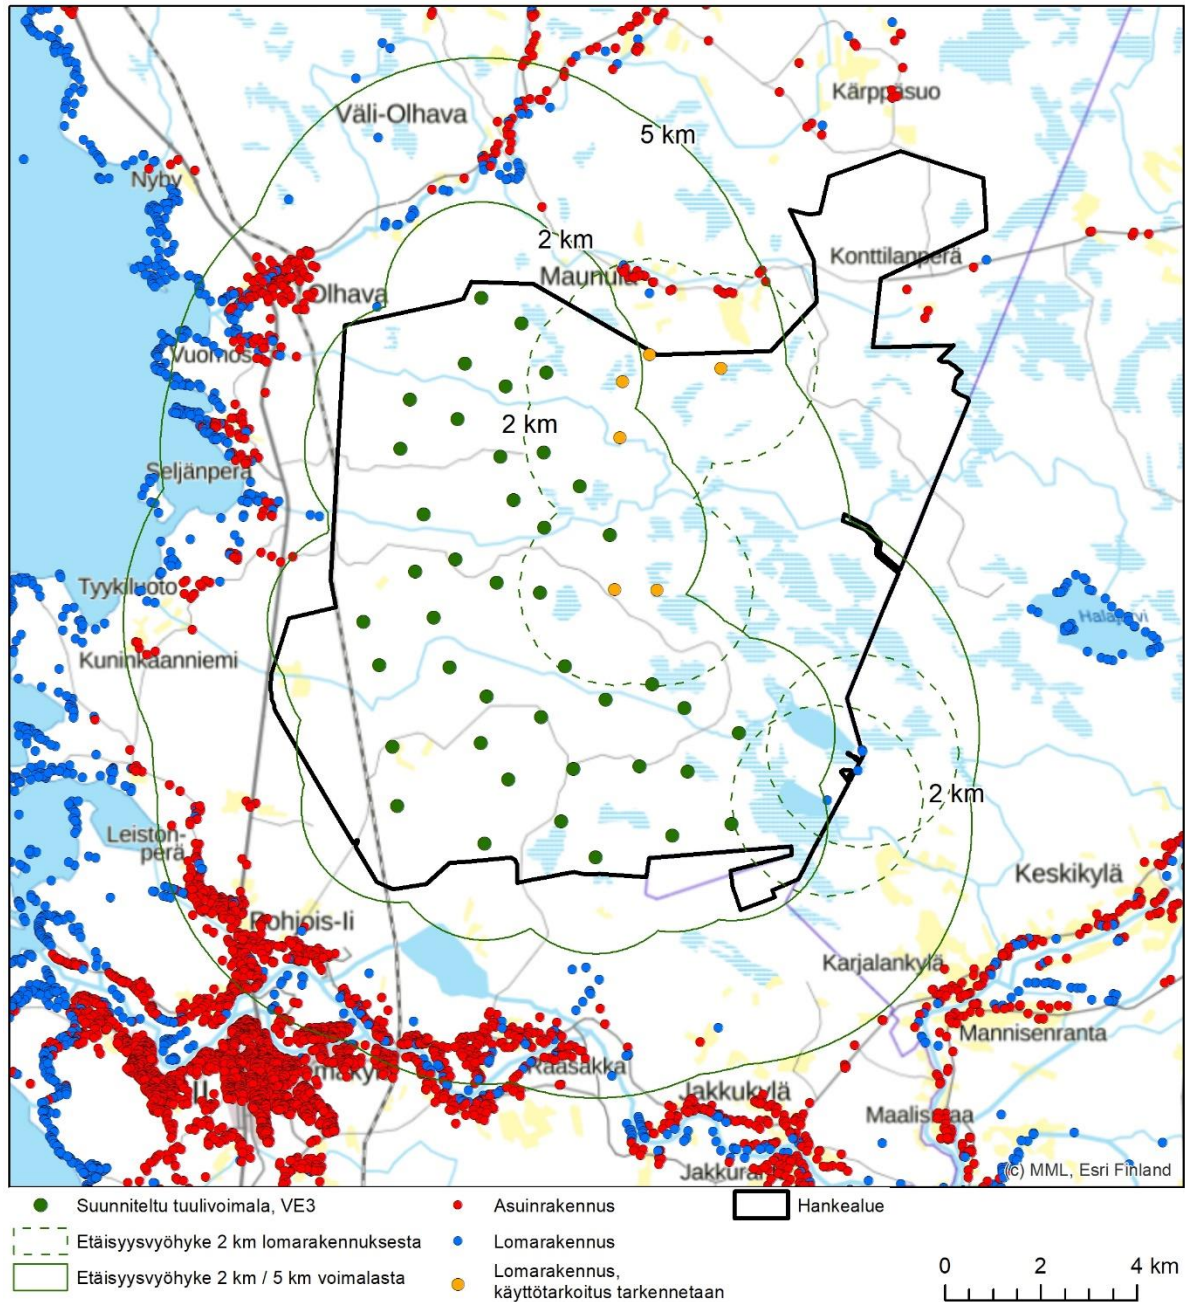 Kärppäsuo
Väli-Olhava
5 km
Nyby
2 km
Maunula
Konttilanperä
Olhava
Vuornos
2 km
Seljänperä
Tyykiluoto
Halajärvi
Kuninkaanniemi
2 km
Leiston-
perä
Keskikylä
Pohjois-Ii
Karjalankylä
Mannisenranta
Raasakka
Jakkukylä
II
Maalismaa
(c) MML, Esri Finland
Suunniteltu tuulivoimala, VE3
Asuinrakennus
Hankealue
Etäisyysvyöhyke 2 km lomarakennuksesta
Lomarakennus
Etäisyysvyöhyke 2 km / 5 km voimalasta
Lomarakennus,
käyttötarkoitus tarkennetaan
0 2 4 km